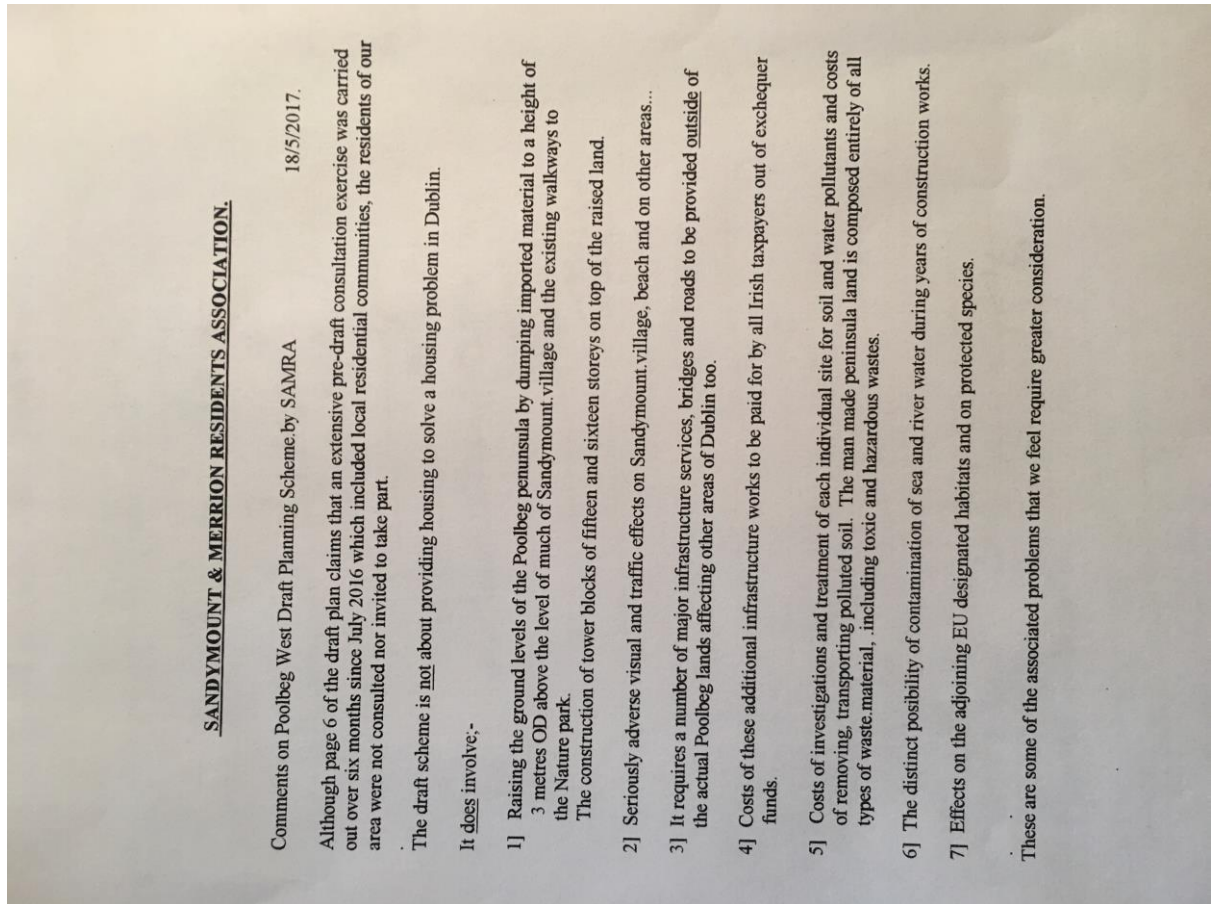 SANDYMOUNT & MERRION RESIDENTS ASSOCIATION.
Comments on Poolbeg West Draft Planning Scheme.by SAMRA 18/5/2017.
Although page 6 of the draft plan claims that an extensive pre-draft consultation exercise was carried
out over six months since July 2016 which included local residential communities, the residents of our
area were not consulted nor invited to take part.
The draft scheme is not about providing housing to solve a housing problem in Dublin.
It does involve;-
1] Raising the ground levels of the Poolbeg penunsula by dumping imported material to a height of
3 metres OD above the level of much of Sandymount.village and the existing walkways to
the Nature park.
The construction of tower blocks of fifteen and sixteen storeys on top of the raised land.
2] Seriously adverse visual and traffic effects on Sandymount.village, beach and on other areas...
3] It requires a number of major infrastructure services, bridges and roads to be provided outside of
the actual Poolbeg lands affecting other areas of Dublin too.
4] Costs of these additional infrastructure works to be paid for by all Irish taxpayers out of exchequer
funds.
5] Costs of investigations and treatment of each individual site for soil and water pollutants and costs
of removing, transporting polluted soil. The man made peninsula land is composed entirely of all
types of waste.material, .including toxic and hazardous wastes.
6] The distinct posibility of contamination of sea and river water during years of construction works.
7] Effects on the adjoining EU designated habitats and on protected species.
These are some of the associated problems that we feel require greater consideration.